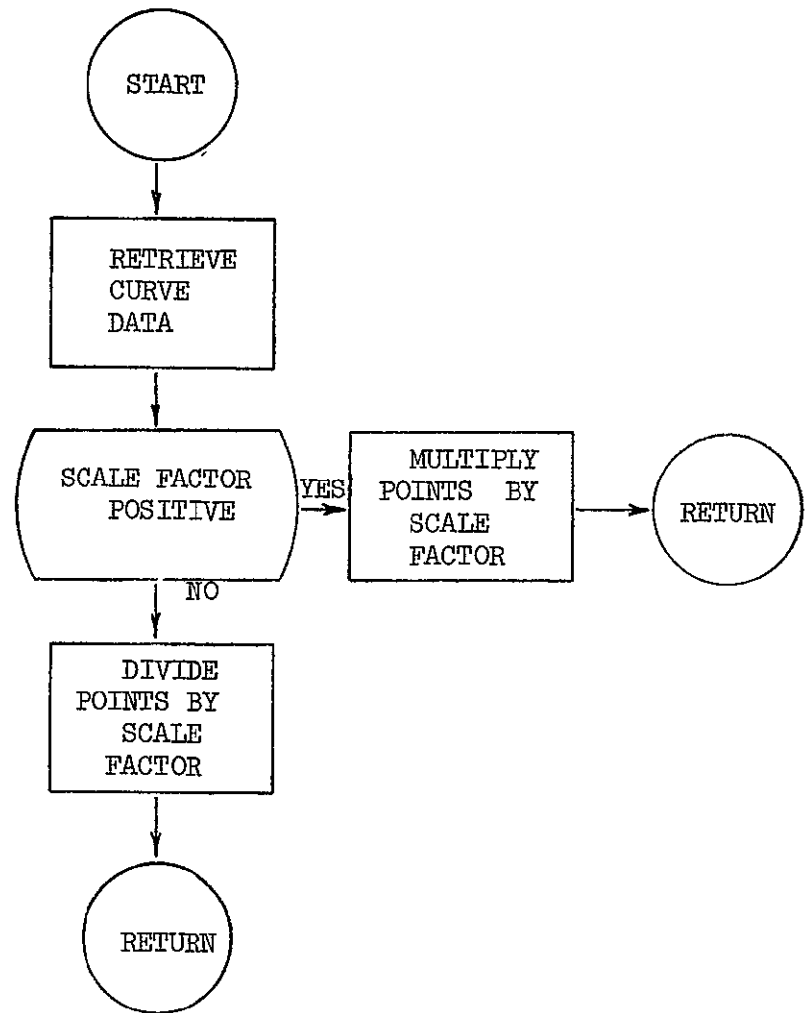 START
RETRIEVE
CURVE
DATA
SCALE FACTOR
POSITIVE
YES
MULTIPLY
POINTS BY
SCALE
FACTOR
RETURN
NO
DIVIDE
POINTS BY
SCALE
FACTOR
RETURN